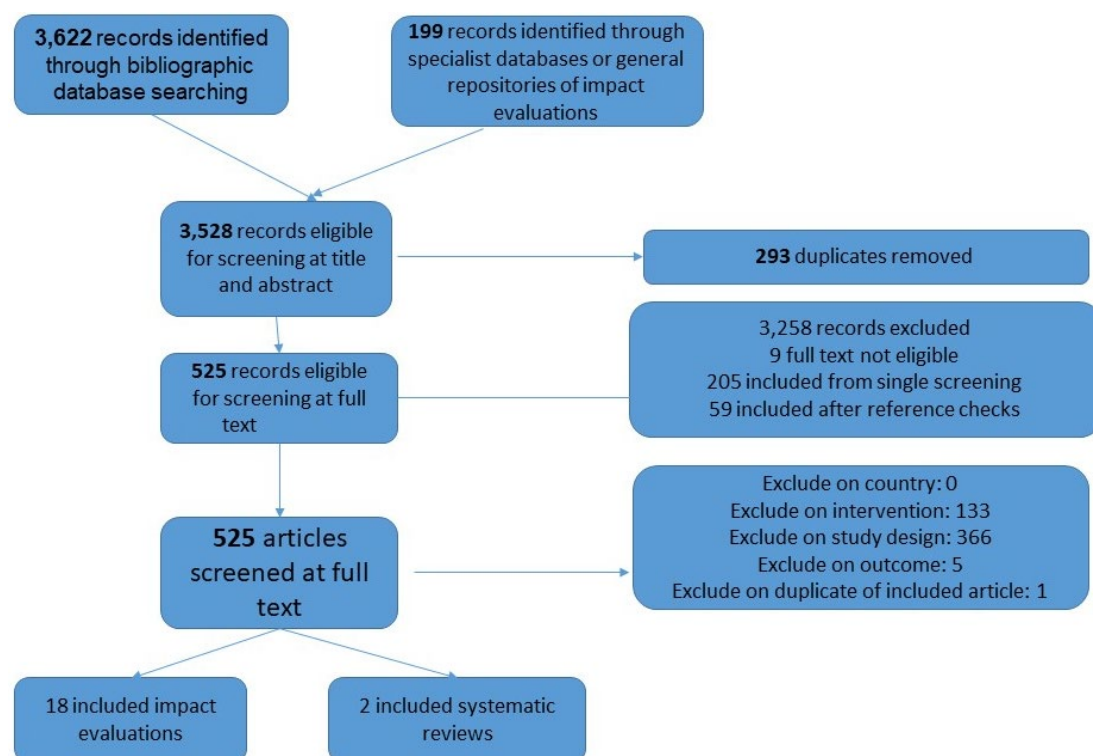 3,622 records identified
through bibliographic
database searching
199 records identified through
specialist databases or general
repositories of impact
evaluations
3,528 records eligible
for screening at title
and abstract
293 duplicates removed
525 records eligible
for screening at full
text
3,258 records excluded
9 full text not eligible
205 included from single screening
59 included after reference checks
525 articles
screened at full
text
Exclude on country: 0
Exclude on intervention: 133
Exclude on study design: 366
Exclude on outcome: 5
Exclude on duplicate of included article: 1
18 included impact
evaluations
2 included systematic
reviews